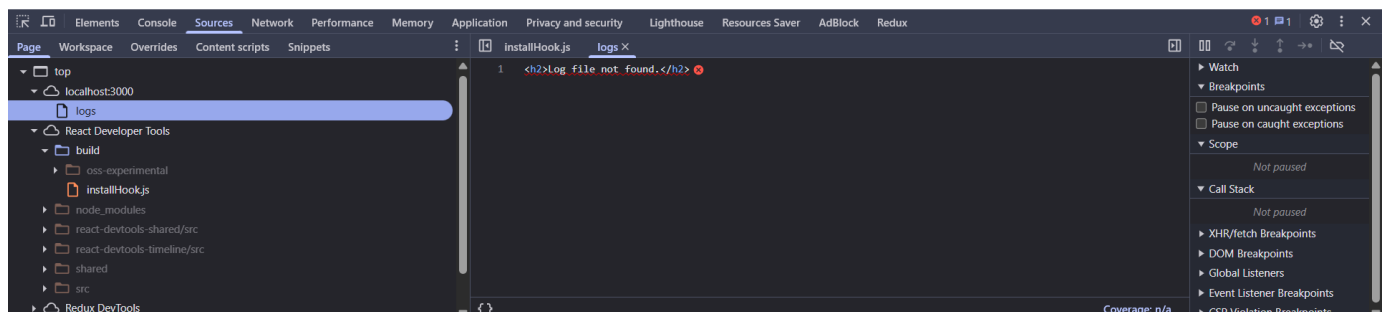 Elements Console Sources Network Performance Memory Application Privacy and security Lighthouse Resources Saver AdBlock Redux 1 1
Page Workspace Overrides Content scripts Snippets
installHook.js logs
top
localhost:3000
logs
React Developer Tools
build
oss-experimental
installHook.js
node_modules
react-devtools-shared/src
react-devtools-timeline/src
shared
src
Redux DevTools
1 <h2>Log file not found.</h2>
Coverage: n/a
Watch
Breakpoints
Pause on uncaught exceptions
Pause on caught exceptions
Scope
Not paused
Call Stack
Not paused
XHR/fetch Breakpoints
DOM Breakpoints
Global Listeners
Event Listener Breakpoints
CSP Violation Breakpoints